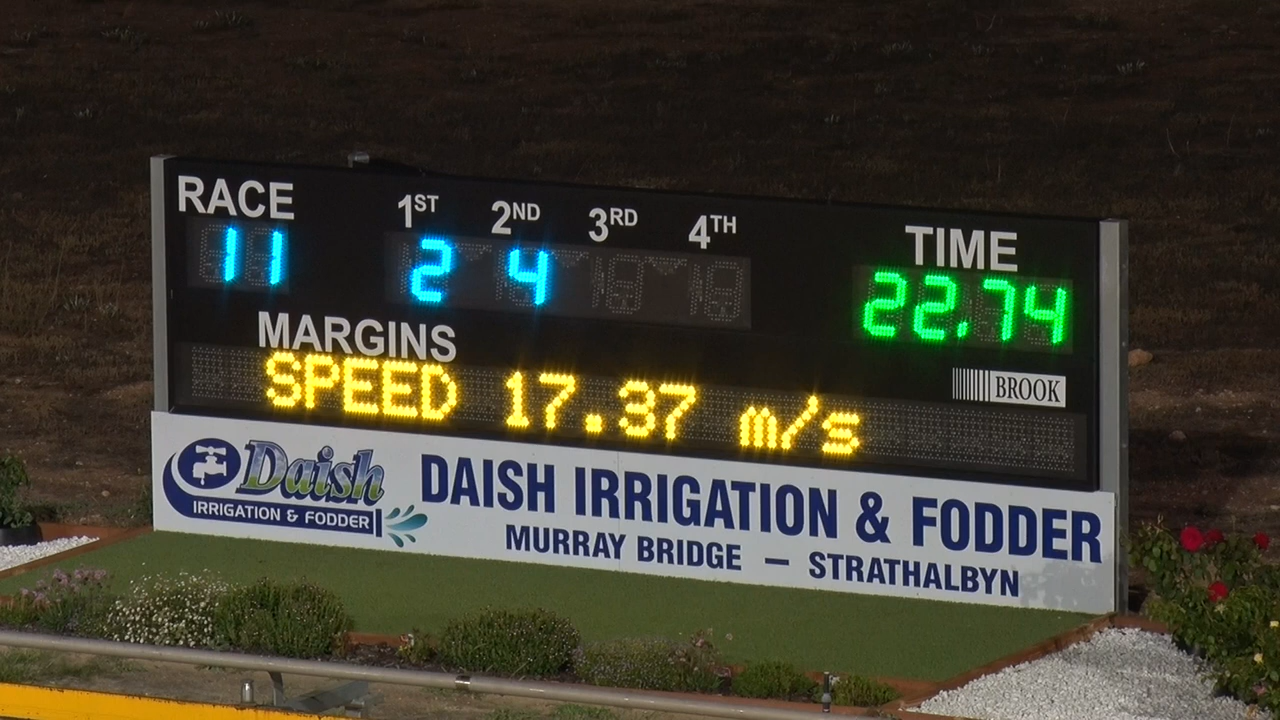 RACE 1ST 2ND 3RD 4TH TIME
11 2 4 22.74
MARGINS
BROOK
SPEED 17.37 m/s
Daish
IRRIGATION & FODDER
DAISH IRRIGATION & FODDER
MURRAY BRIDGE – STRATHALBYN